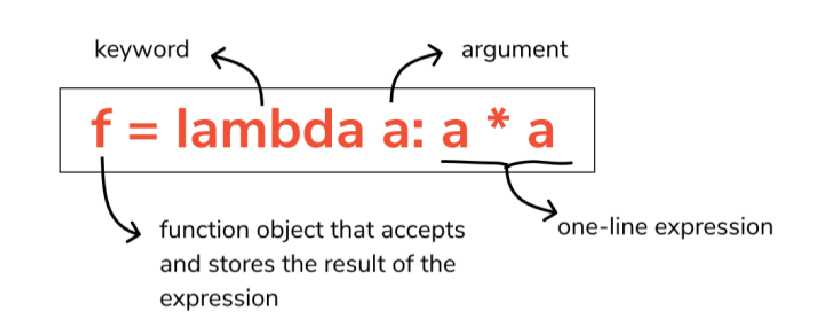 keyword
argument
f = lambda a: a * a
function object that accepts
and stores the result of the
expression
one-line expression